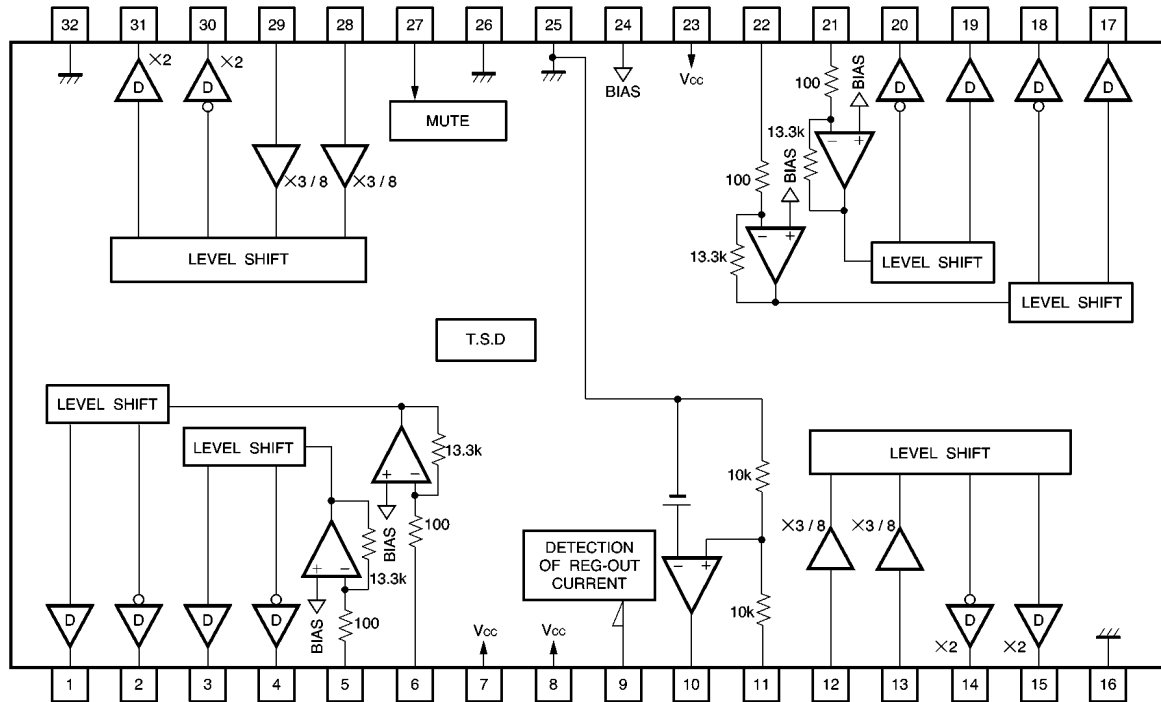 32 31 30 29 28 27 26 25 24 23 22 21 20 19 18 17
×2 ×2
D D
BIAS
Vcc
100
BIAS
D D D D
MUTE
13.3k
− +
×3 / 8 ×3 / 8
100
BIAS
− +
LEVEL SHIFT
13.3k
LEVEL SHIFT
LEVEL SHIFT
T.S.D
LEVEL SHIFT
LEVEL SHIFT
13.3k
+ −
10k
LEVEL SHIFT
100
BIAS
×3 / 8 ×3 / 8
DETECTION
OF REG-OUT
CURRENT
− +
+ −
13.3k
10k
D D D D
BIAS
100
Vcc Vcc
D D
×2 ×2
1 2 3 4 5 6 7 8 9 10 11 12 13 14 15 16